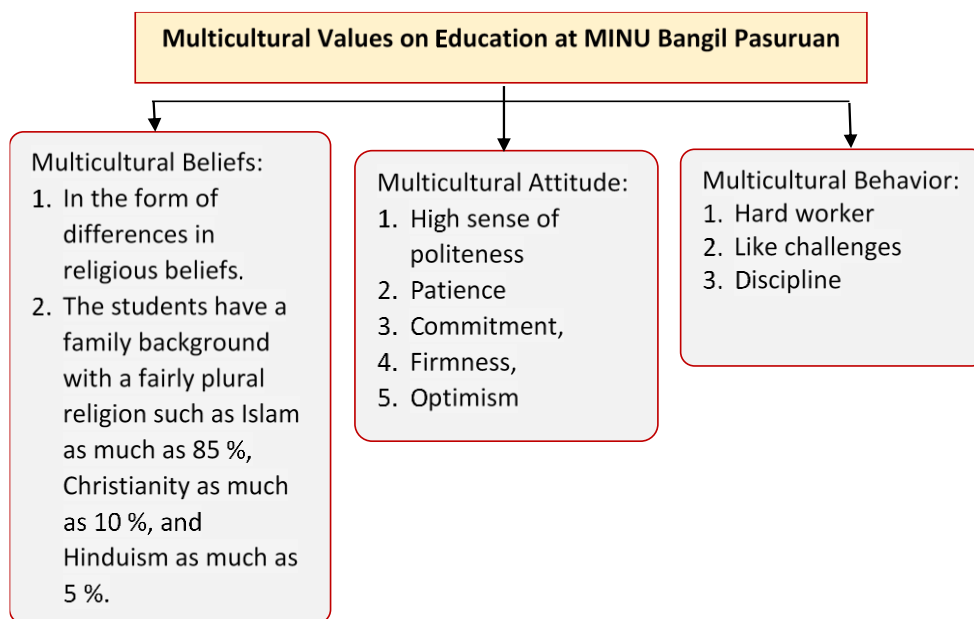 Multicultural Values on Education at MINU Bangil Pasuruan
Multicultural Beliefs:
1. In the form of
differences in
religious beliefs.
2. The students have a
family background
with a fairly plural
religion such as Islam
as much as 85 %,
Christianity as much
as 10 %, and
Hinduism as much as
5 %.
Multicultural Attitude:
1. High sense of
politeness
2. Patience
3. Commitment,
4. Firmness,
5. Optimism
Multicultural Behavior:
1. Hard worker
2. Like challenges
3. Discipline